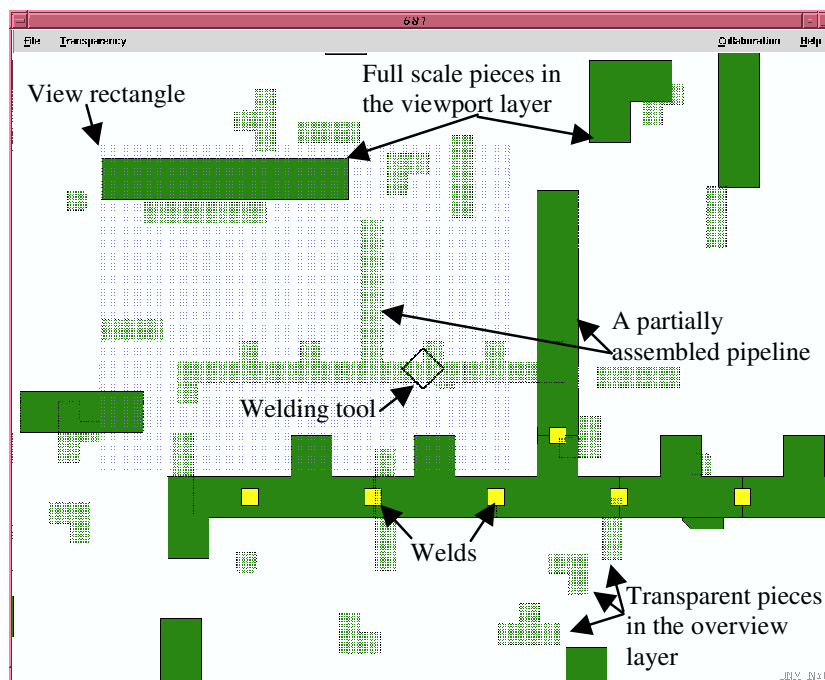 687
File Transparency Collaboration Help
View rectangle
Full scale pieces in
the viewport layer
A partially
assembled pipeline
Welding tool
Welds
Transparent pieces
in the overview
layer